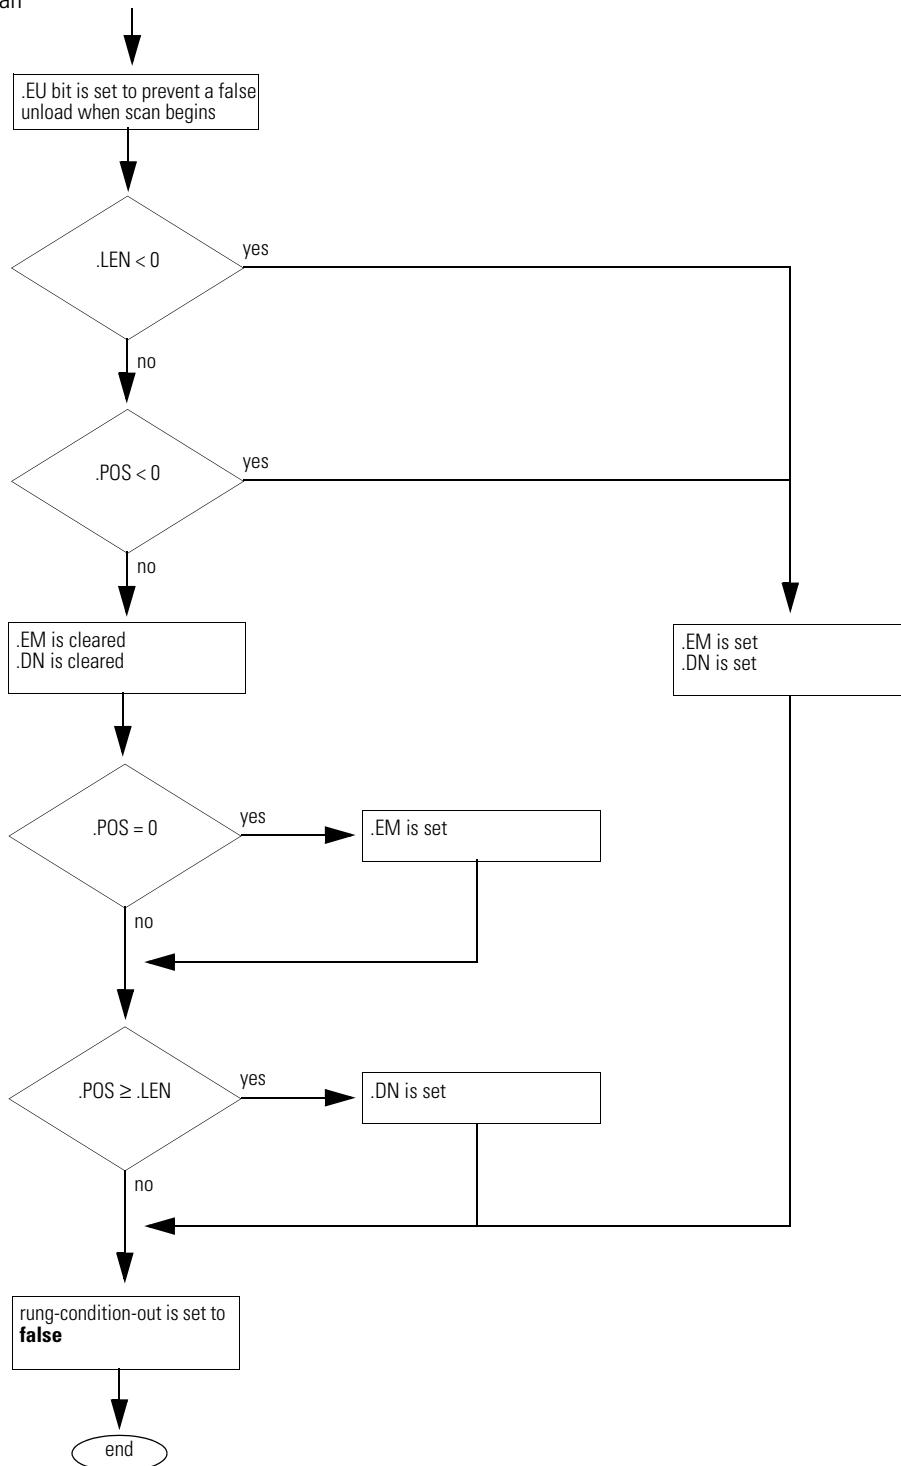 .EU bit is set to prevent a false
unload when scan begins
.LEN < 0
yes
no
.POS < 0
yes
no
.EM is cleared
.DN is cleared
.EM is set
.DN is set
.POS = 0
yes
.EM is set
no
.POS ≥ .LEN
yes
.DN is set
no
rung-condition-out is set to
false
end